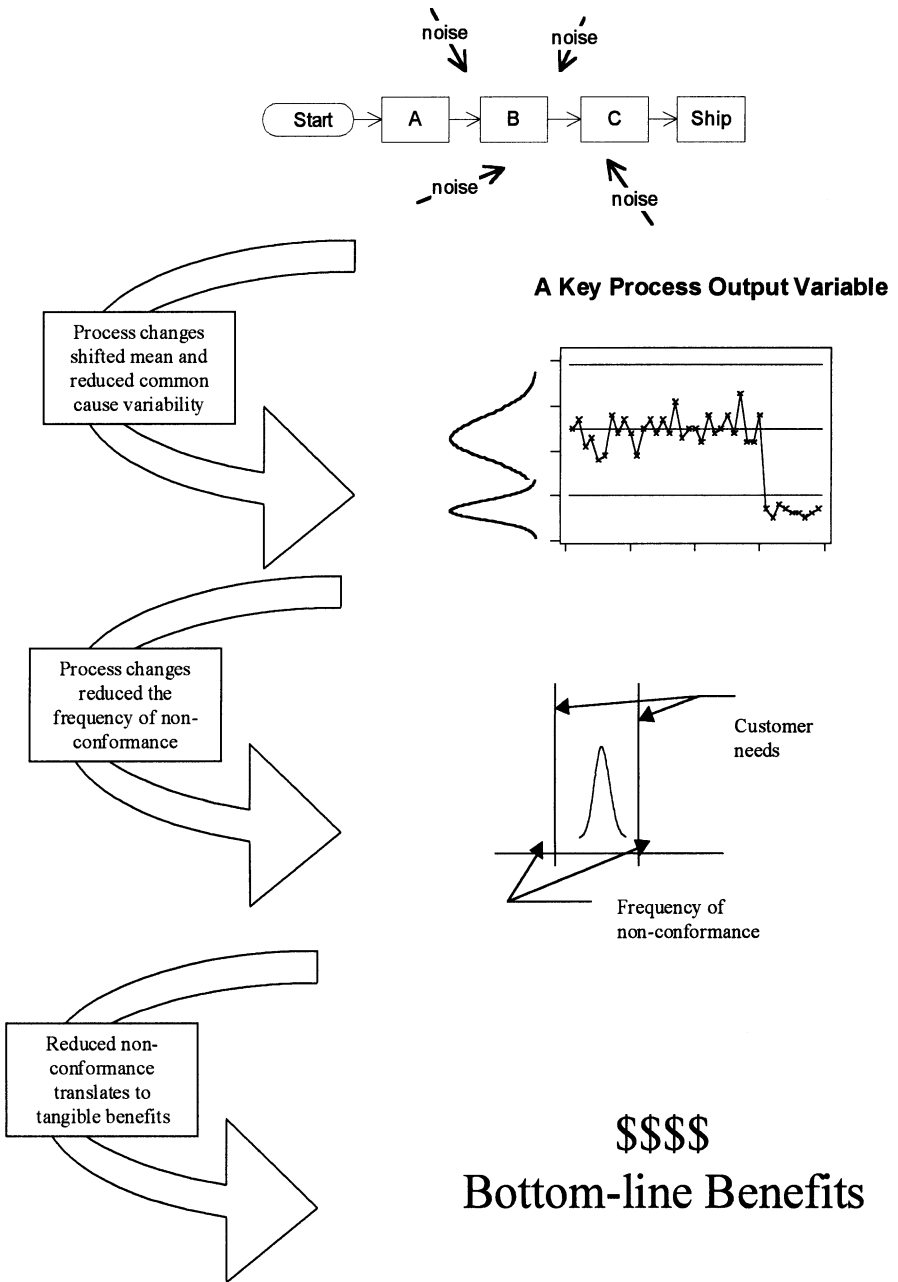 noise
noise
Start
A
B
C
Ship
noise
noise
A Key Process Output Variable
Process changes
shifted mean and
reduced common
cause variability
Process changes
reduced the
frequency of non-
conformance
Customer
needs
Frequency of
non-conformance
Reduced non-
conformance
translates to
tangible benefits
$$$$
Bottom-line Benefits